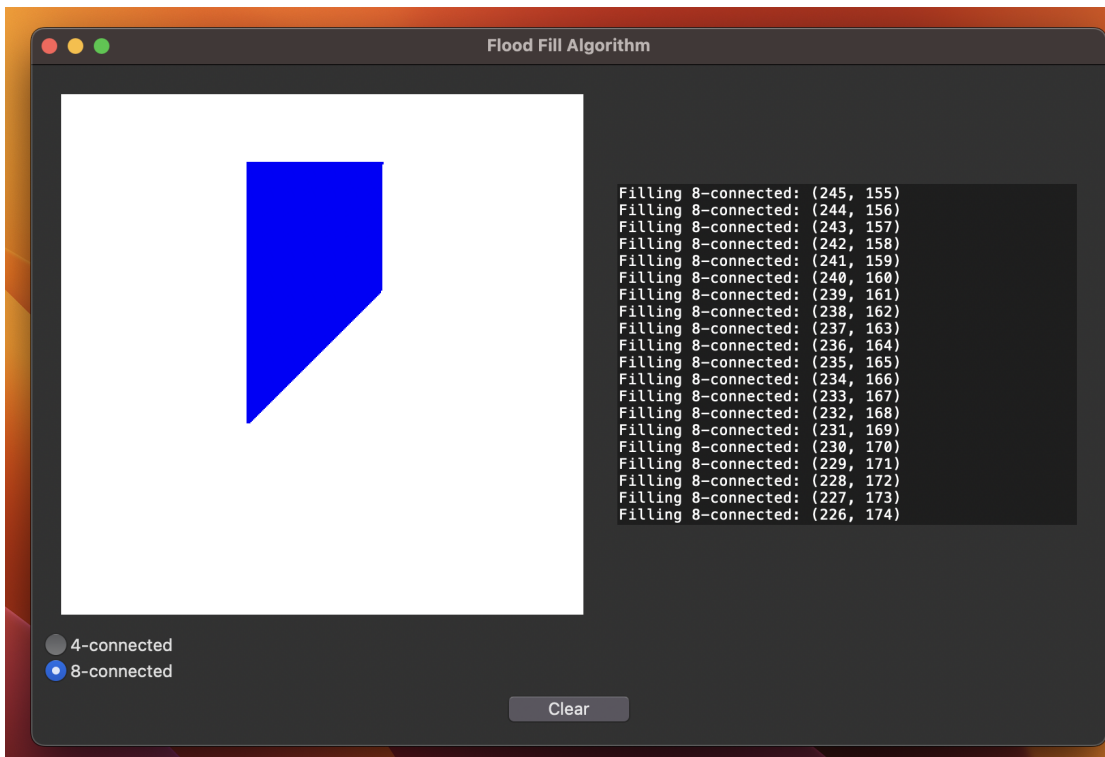 Flood Fill Algorithm
Filling 8-connected: (245, 155)
Filling 8-connected: (244, 156)
Filling 8-connected: (243, 157)
Filling 8-connected: (242, 158)
Filling 8-connected: (241, 159)
Filling 8-connected: (240, 160)
Filling 8-connected: (239, 161)
Filling 8-connected: (238, 162)
Filling 8-connected: (237, 163)
Filling 8-connected: (236, 164)
Filling 8-connected: (235, 165)
Filling 8-connected: (234, 166)
Filling 8-connected: (233, 167)
Filling 8-connected: (232, 168)
Filling 8-connected: (231, 169)
Filling 8-connected: (230, 170)
Filling 8-connected: (229, 171)
Filling 8-connected: (228, 172)
Filling 8-connected: (227, 173)
Filling 8-connected: (226, 174)
4-connected
8-connected
Clear